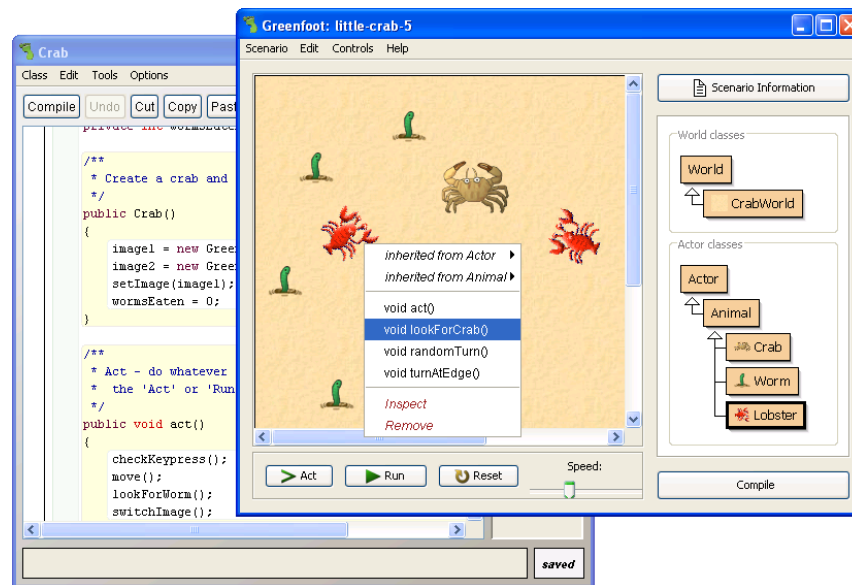 Greenfoot: little-crab-5
Scenario Edit Controls Help
Scenario Information
World classes
World
CrabWorld
Actor classes
Actor
Animal
Crab
Worm
Lobster
Compile
inherited from Actor
inherited from Animal
void act()
void lookForCrab()
void randomTurn()
void turnAtEdge()
Inspect
Remove
Act
Run
Reset
Speed:
Crab
Class Edit Tools Options
Compile Undo Cut Copy Past
/**
* Create a crab and
*/
public Crab()
{
image1 = new Gree
image2 = new Gree
setImage(image1);
wormsEaten = 0;
}
/**
* Act - do whatever
* the 'Act' or 'Run
*/
public void act()
{
checkKeypress();
move();
lookForWorm();
switchImage();
saved